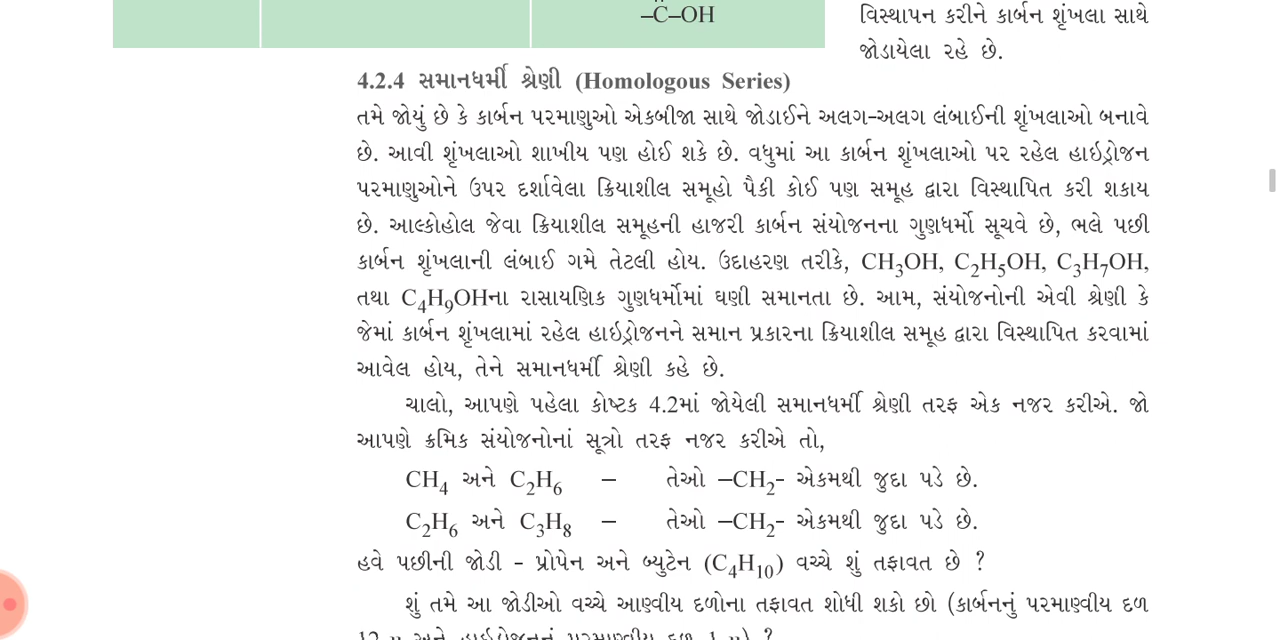 –C–OH
વિસ્થાપન કરીને કાર્બન શૃંખલા સાથે
જોડાયેલા રહે છે.
4.2.4 સમાનધર્મી શ્રેણી (Homologous Series)
તમે જોયું છે કે કાર્બન પરમાણુઓ એકબીજા સાથે જોડાઈને અલગ-અલગ લંબાઈની શૃંખલાઓ બનાવે
છે. આવી શૃંખલાઓ શાખીય પણ હોઈ શકે છે. વધુમાં આ કાર્બન શૃંખલાઓ પર રહેલ હાઇડ્રોજન
પરમાણુઓને ઉપર દર્શાવેલા ક્રિયાશીલ સમૂહો પૈકી કોઈ પણ સમૂહ દ્વારા વિસ્થાપિત કરી શકાય
છે. આલ્કોહોલ જેવા ક્રિયાશીલ સમૂહની હાજરી કાર્બન સંયોજનના ગુણધર્મો સૂચવે છે, ભલે પછી
કાર્બન શૃંખલાની લંબાઈ ગમે તેટલી હોય. ઉદાહરણ તરીકે, CH₃OH, C₂H₅OH, C₃H₇OH,
તથા C₄H₉OHના રાસાયણિક ગુણધર્મોમાં ઘણી સમાનતા છે. આમ, સંયોજનોની એવી શ્રેણી કે
જેમાં કાર્બન શૃંખલામાં રહેલ હાઇડ્રોજનને સમાન પ્રકારના ક્રિયાશીલ સમૂહ દ્વારા વિસ્થાપિત કરવામાં
આવેલ હોય, તેને સમાનધર્મી શ્રેણી કહે છે.
ચાલો, આપણે પહેલા કોષ્ટક 4.2માં જોયેલી સમાનધર્મી શ્રેણી તરફ એક નજર કરીએ. જો
આપણે ક્રમિક સંયોજનોનાં સૂત્રો તરફ નજર કરીએ તો,
CH₄ અને C₂H₆ – તેઓ –CH₂- એકમથી જુદા પડે છે.
C₂H₆ અને C₃H₈ – તેઓ –CH₂- એકમથી જુદા પડે છે.
હવે પછીની જોડી - પ્રોપેન અને બ્યુટેન (C₄H₁₀) વચ્ચે શું તફાવત છે ?
શું તમે આ જોડીઓ વચ્ચે આણ્વીય દળોના તફાવત શોધી શકો છો (કાર્બનનું પરમાણ્વીય દળ
12 u અને હાઇડ્રોજનનું પરમાણ્વીય દળ 1 u) ?